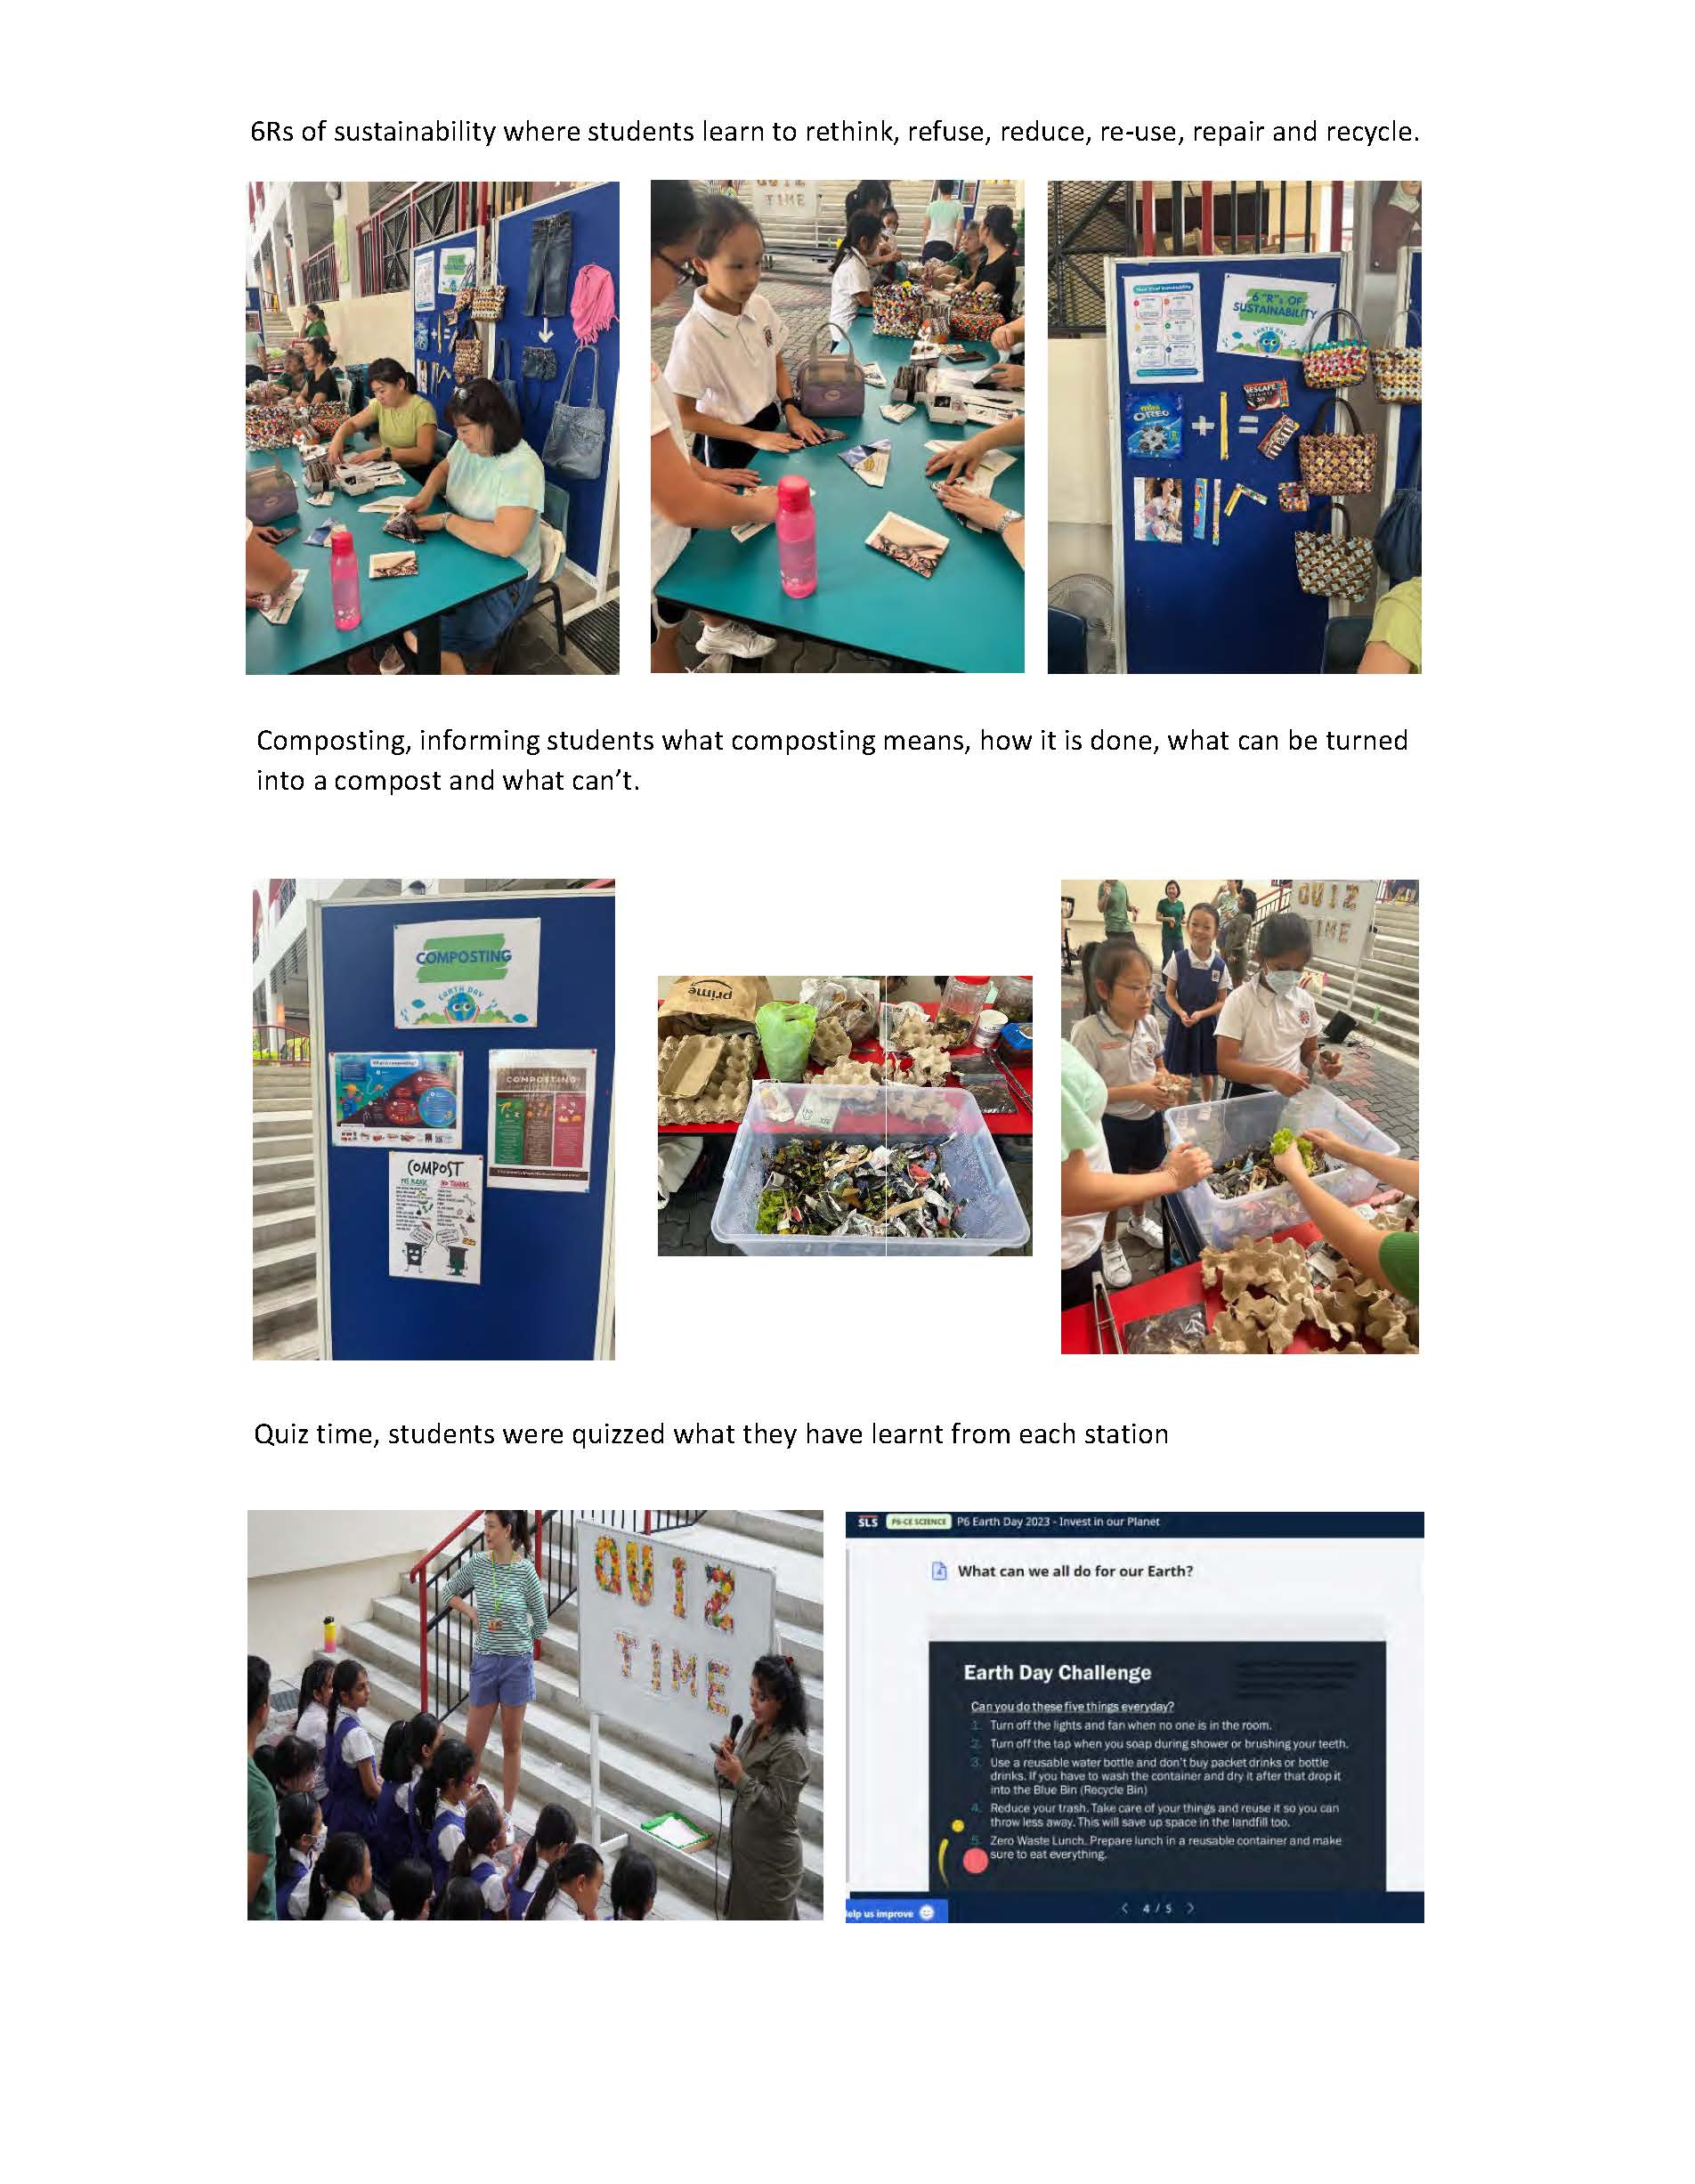 6Rs of sustainability where students learn to rethink, refuse, reduce, re-use, repair and recycle.
QUIZ
TIME
6 "R"s OF
SUSTAINABILITY
EARTH DAY
mini
OREO
NESCAFE
Composting, informing students what composting means, how it is done, what can be turned
into a compost and what can't.
COMPOSTING
EARTH DAY
What is composting?
COMPOSTING
COMPOST
YES PLEASE
NO THANKS
prime
QUIZ
TIME
Quiz time, students were quizzed what they have learnt from each station
QUIZ
TIME
SLS P6-CE SCIENCE P6 Earth Day 2023 - Invest in our Planet
What can we all do for our Earth?
Earth Day Challenge
Can you do these five things everyday?
1. Turn off the lights and fan when no one is in the room.
2. Turn off the tap when you soap during shower or brushing your teeth.
3. Use a reusable water bottle and don't buy packet drinks or bottle
drinks. If you have to wash the container and dry it after that drop it
into the Blue Bin (Recycle Bin)
4. Reduce your trash. Take care of your things and reuse it so you can
throw less away. This will save up space in the landfill too.
5. Zero Waste Lunch. Prepare lunch in a reusable container and make
sure to eat everything.
elp us improve
4 / 5